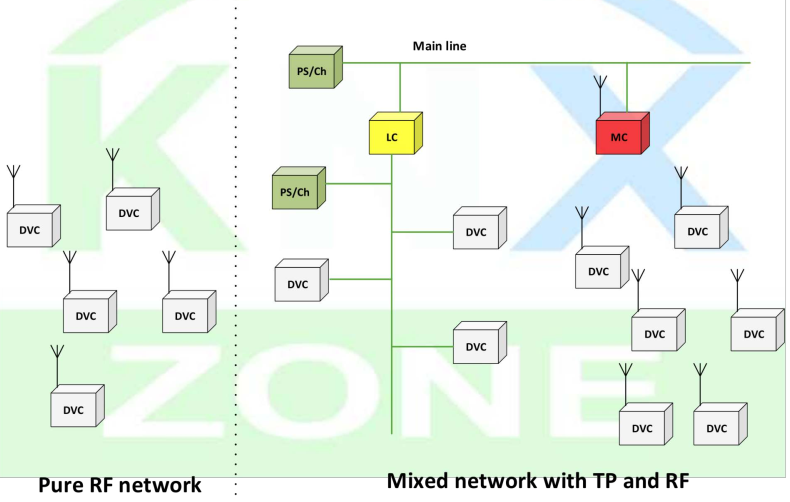 Main line
PS/Ch
LC
MC
PS/Ch
DVC
DVC
DVC
DVC
DVC
DVC
DVC
DVC
DVC
DVC
DVC
DVC
DVC
DVC
KNX
ZONE
Pure RF network
Mixed network with TP and RF